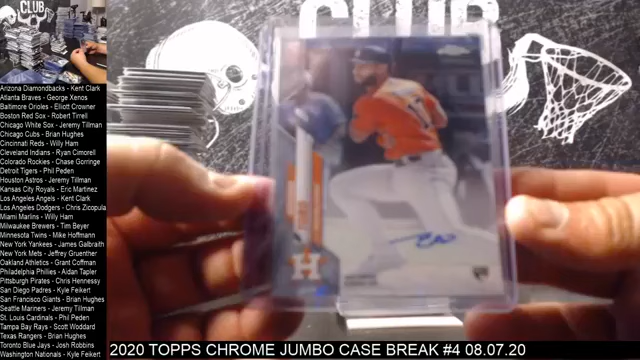 CLUB
CLUB
Arizona Diamondbacks - Kent Clark
Atlanta Braves - George Xenos
Baltimore Orioles - Elliott Crowner
Boston Red Sox - Robert Tirrell
Chicago White Sox - Jeremy Tillman
Chicago Cubs - Brian Hughes
Cincinnati Reds - Willy Ham
Cleveland Indians - Ryan Cimorell
Colorado Rockies - Chase Gorringe
Detroit Tigers - Phil Peden
Houston Astros - Jeremy Tillman
Kansas City Royals - Eric Martinez
Los Angeles Angels - Kent Clark
Los Angeles Dodgers - Chris Zicopula
Miami Marlins - Willy Ham
Milwaukee Brewers - Tim Beyer
Minnesota Twins - Mike Hoffmann
New York Yankees - James Galbraith
New York Mets - Jeffrey Gruenther
Oakland Athletics - Grant Coffman
Philadelphia Phillies - Aidan Tapler
Pittsburgh Pirates - Chris Hennessy
San Diego Padres - Kyle Feikert
San Francisco Giants - Brian Hughes
Seattle Mariners - Jeremy Tillman
St. Louis Cardinals - Phil Peden
Tampa Bay Rays - Scott Woddard
Texas Rangers - Brian Hughes
Toronto Blue Jays - Josh Robbins
Washington Nationals - Kyle Feikert
H
2020 TOPPS CHROME JUMBO CASE BREAK #4 08.07.20